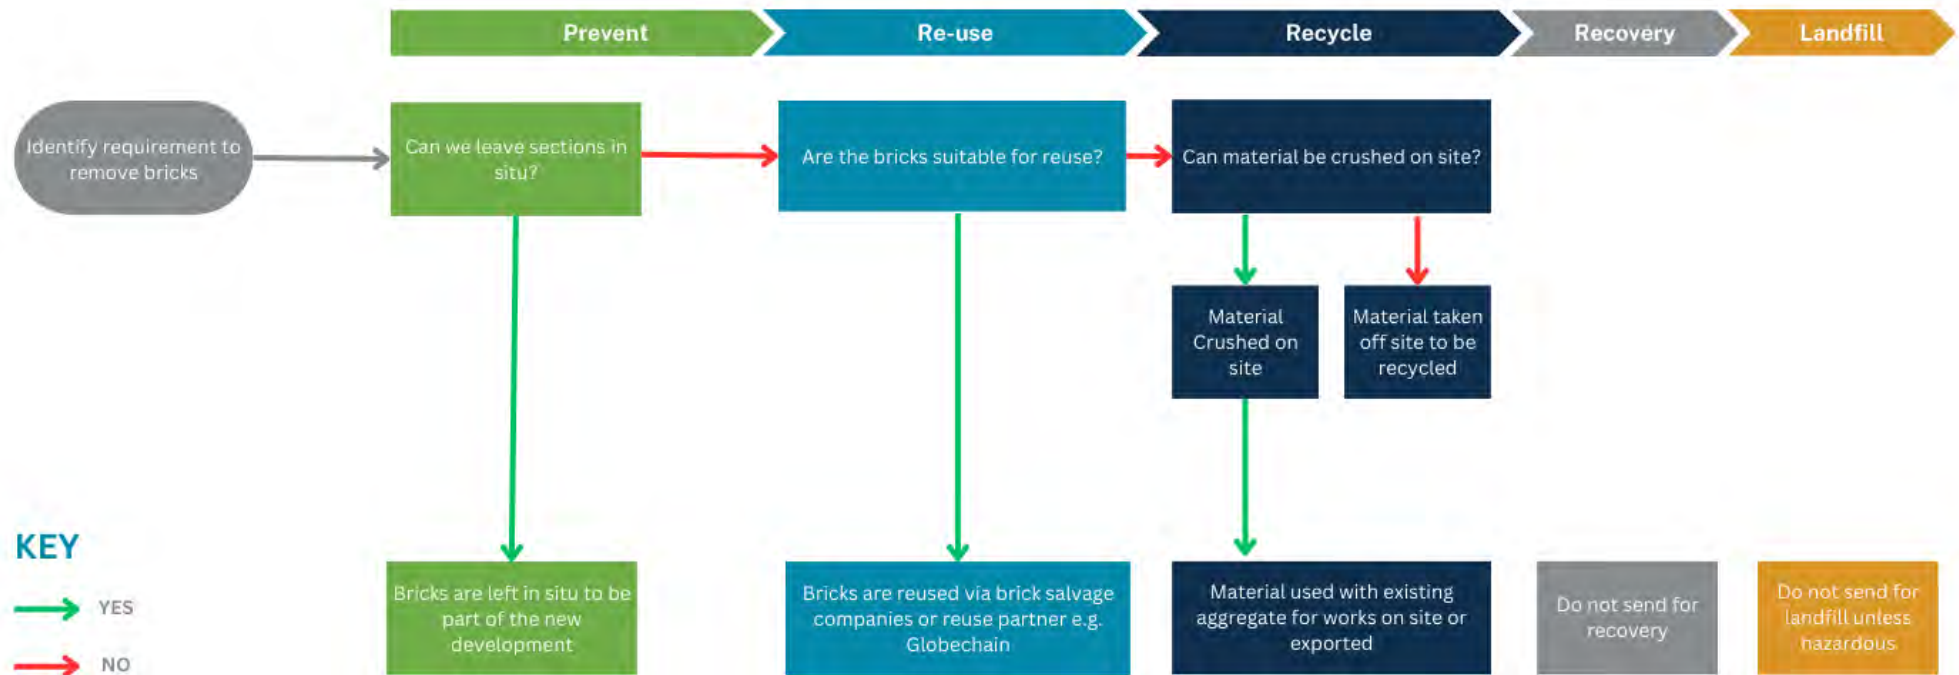 Prevent
Re-use
Recycle
Recovery
Landfill
Identify requirement to
remove bricks
Can we leave sections in
situ?
Are the bricks suitable for reuse?
Can material be crushed on site?
Material
Crushed on
site
Material taken
off site to be
recycled
KEY
YES
NO
Bricks are left in situ to be
part of the new
development
Bricks are reused via brick salvage
companies or reuse partner e.g.
Globechain
Material used with existing
aggregate for works on site or
exported
Do not send for
recovery
Do not send for
landfill unless
hazardous